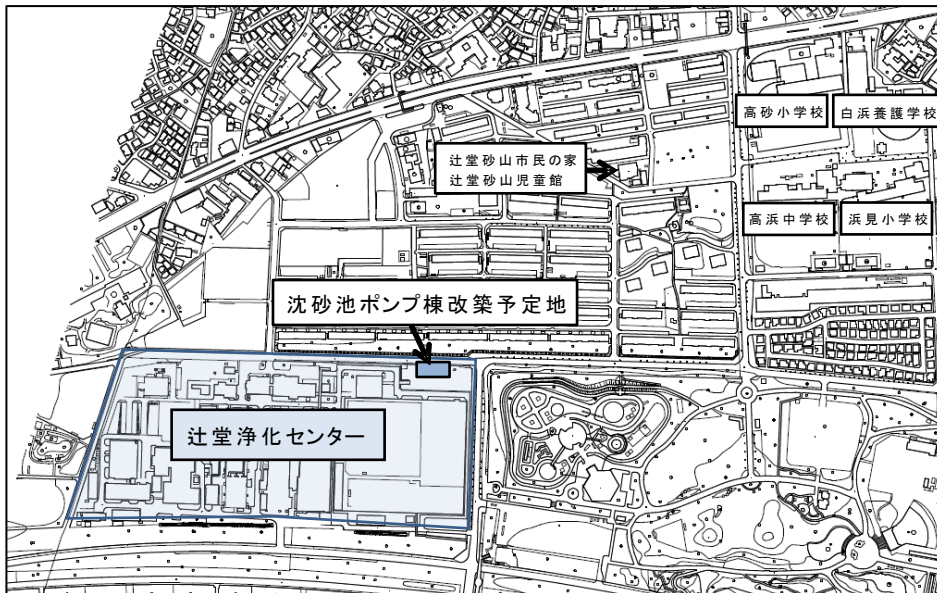 高砂小学校
白浜養護学校
辻堂砂山市民の家
辻堂砂山児童館
高浜中学校
浜見小学校
沈砂池ポンプ棟改築予定地
辻堂浄化センター